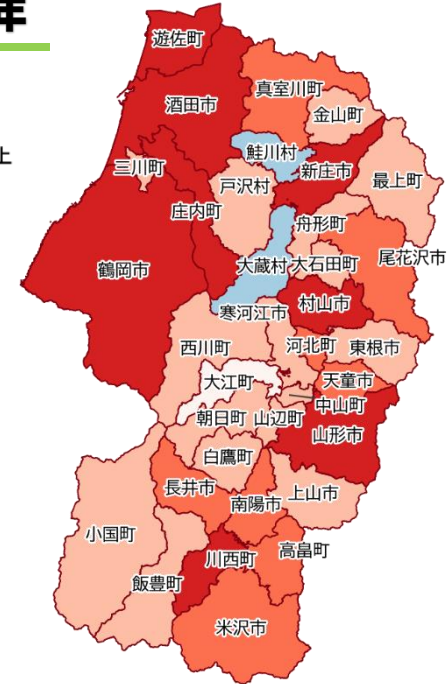 年
遊佐町
酒田市
真室川町
金山町
上
鮭川村
三川町
新庄市
最上町
戸沢村
庄内町
舟形町
尾花沢市
大蔵村
大石田町
鶴岡市
村山市
寒河江市
西川町
河北町
東根市
大江町
天童市
中山町
朝日町
山辺町
山形市
白鷹町
長井市
上山市
南陽市
小国町
高畠町
川西町
飯豊町
米沢市